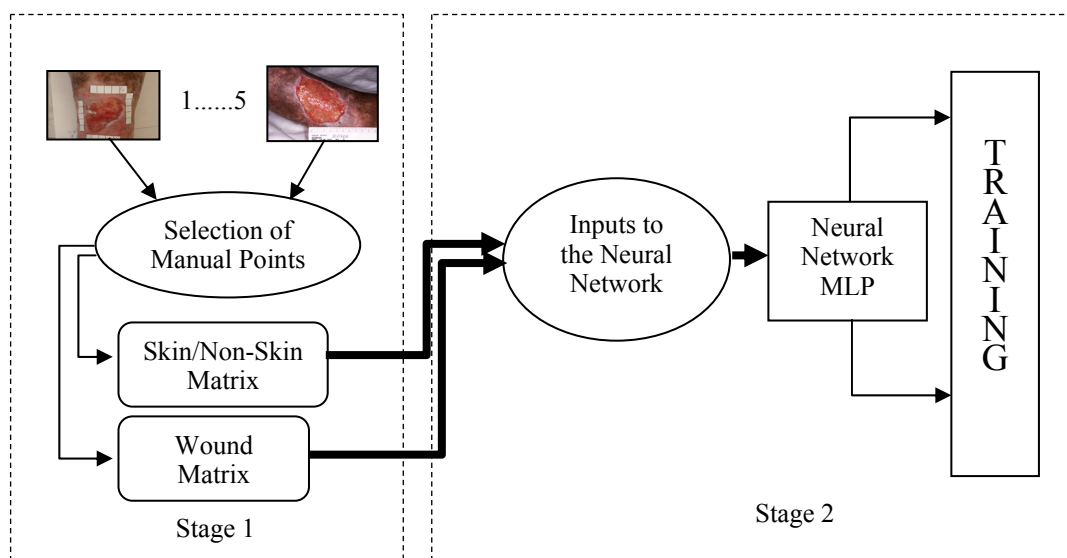 1......5
Selection of
Manual Points
Skin/Non-Skin
Matrix
Wound
Matrix
Stage 1
Inputs to
the Neural
Network
Neural
Network
MLP
TRAINING
Stage 2